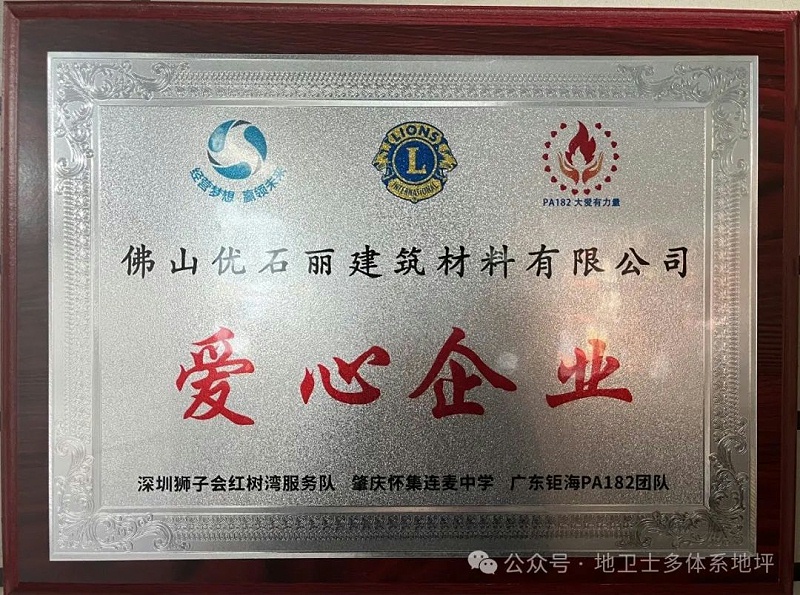 经营梦想 赢领未来
LIONS
L
INTERNATIONAL
PA182 大爱有力量
佛山优石丽建筑材料有限公司
爱心企业
深圳狮子会红树湾服务队 肇庆怀集连麦中学 广东钜海PA182团队
公众号·地卫士多体系地坪